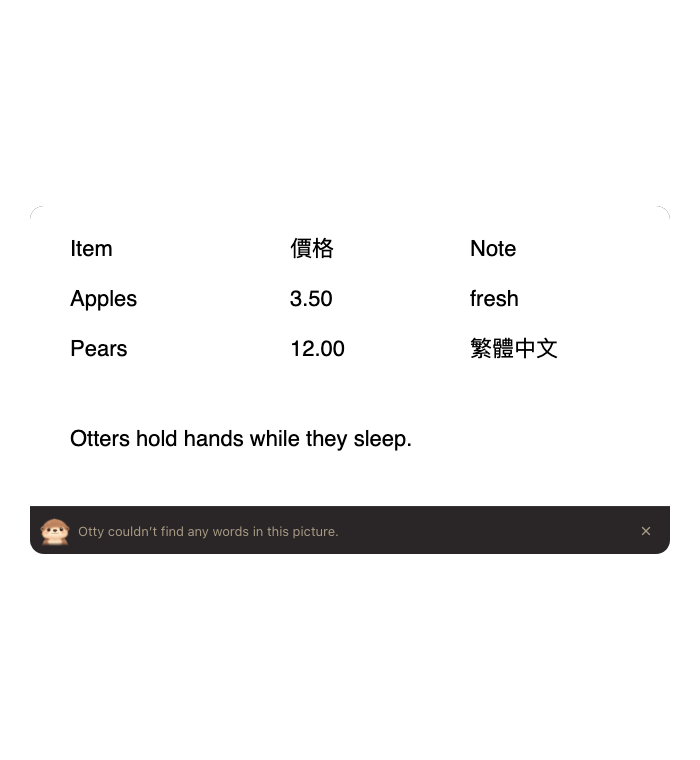 Item 價格 Note
Apples 3.50 fresh
Pears 12.00 繁體中文
Otters hold hands while they sleep.
Otty couldn’t find any words in this picture.